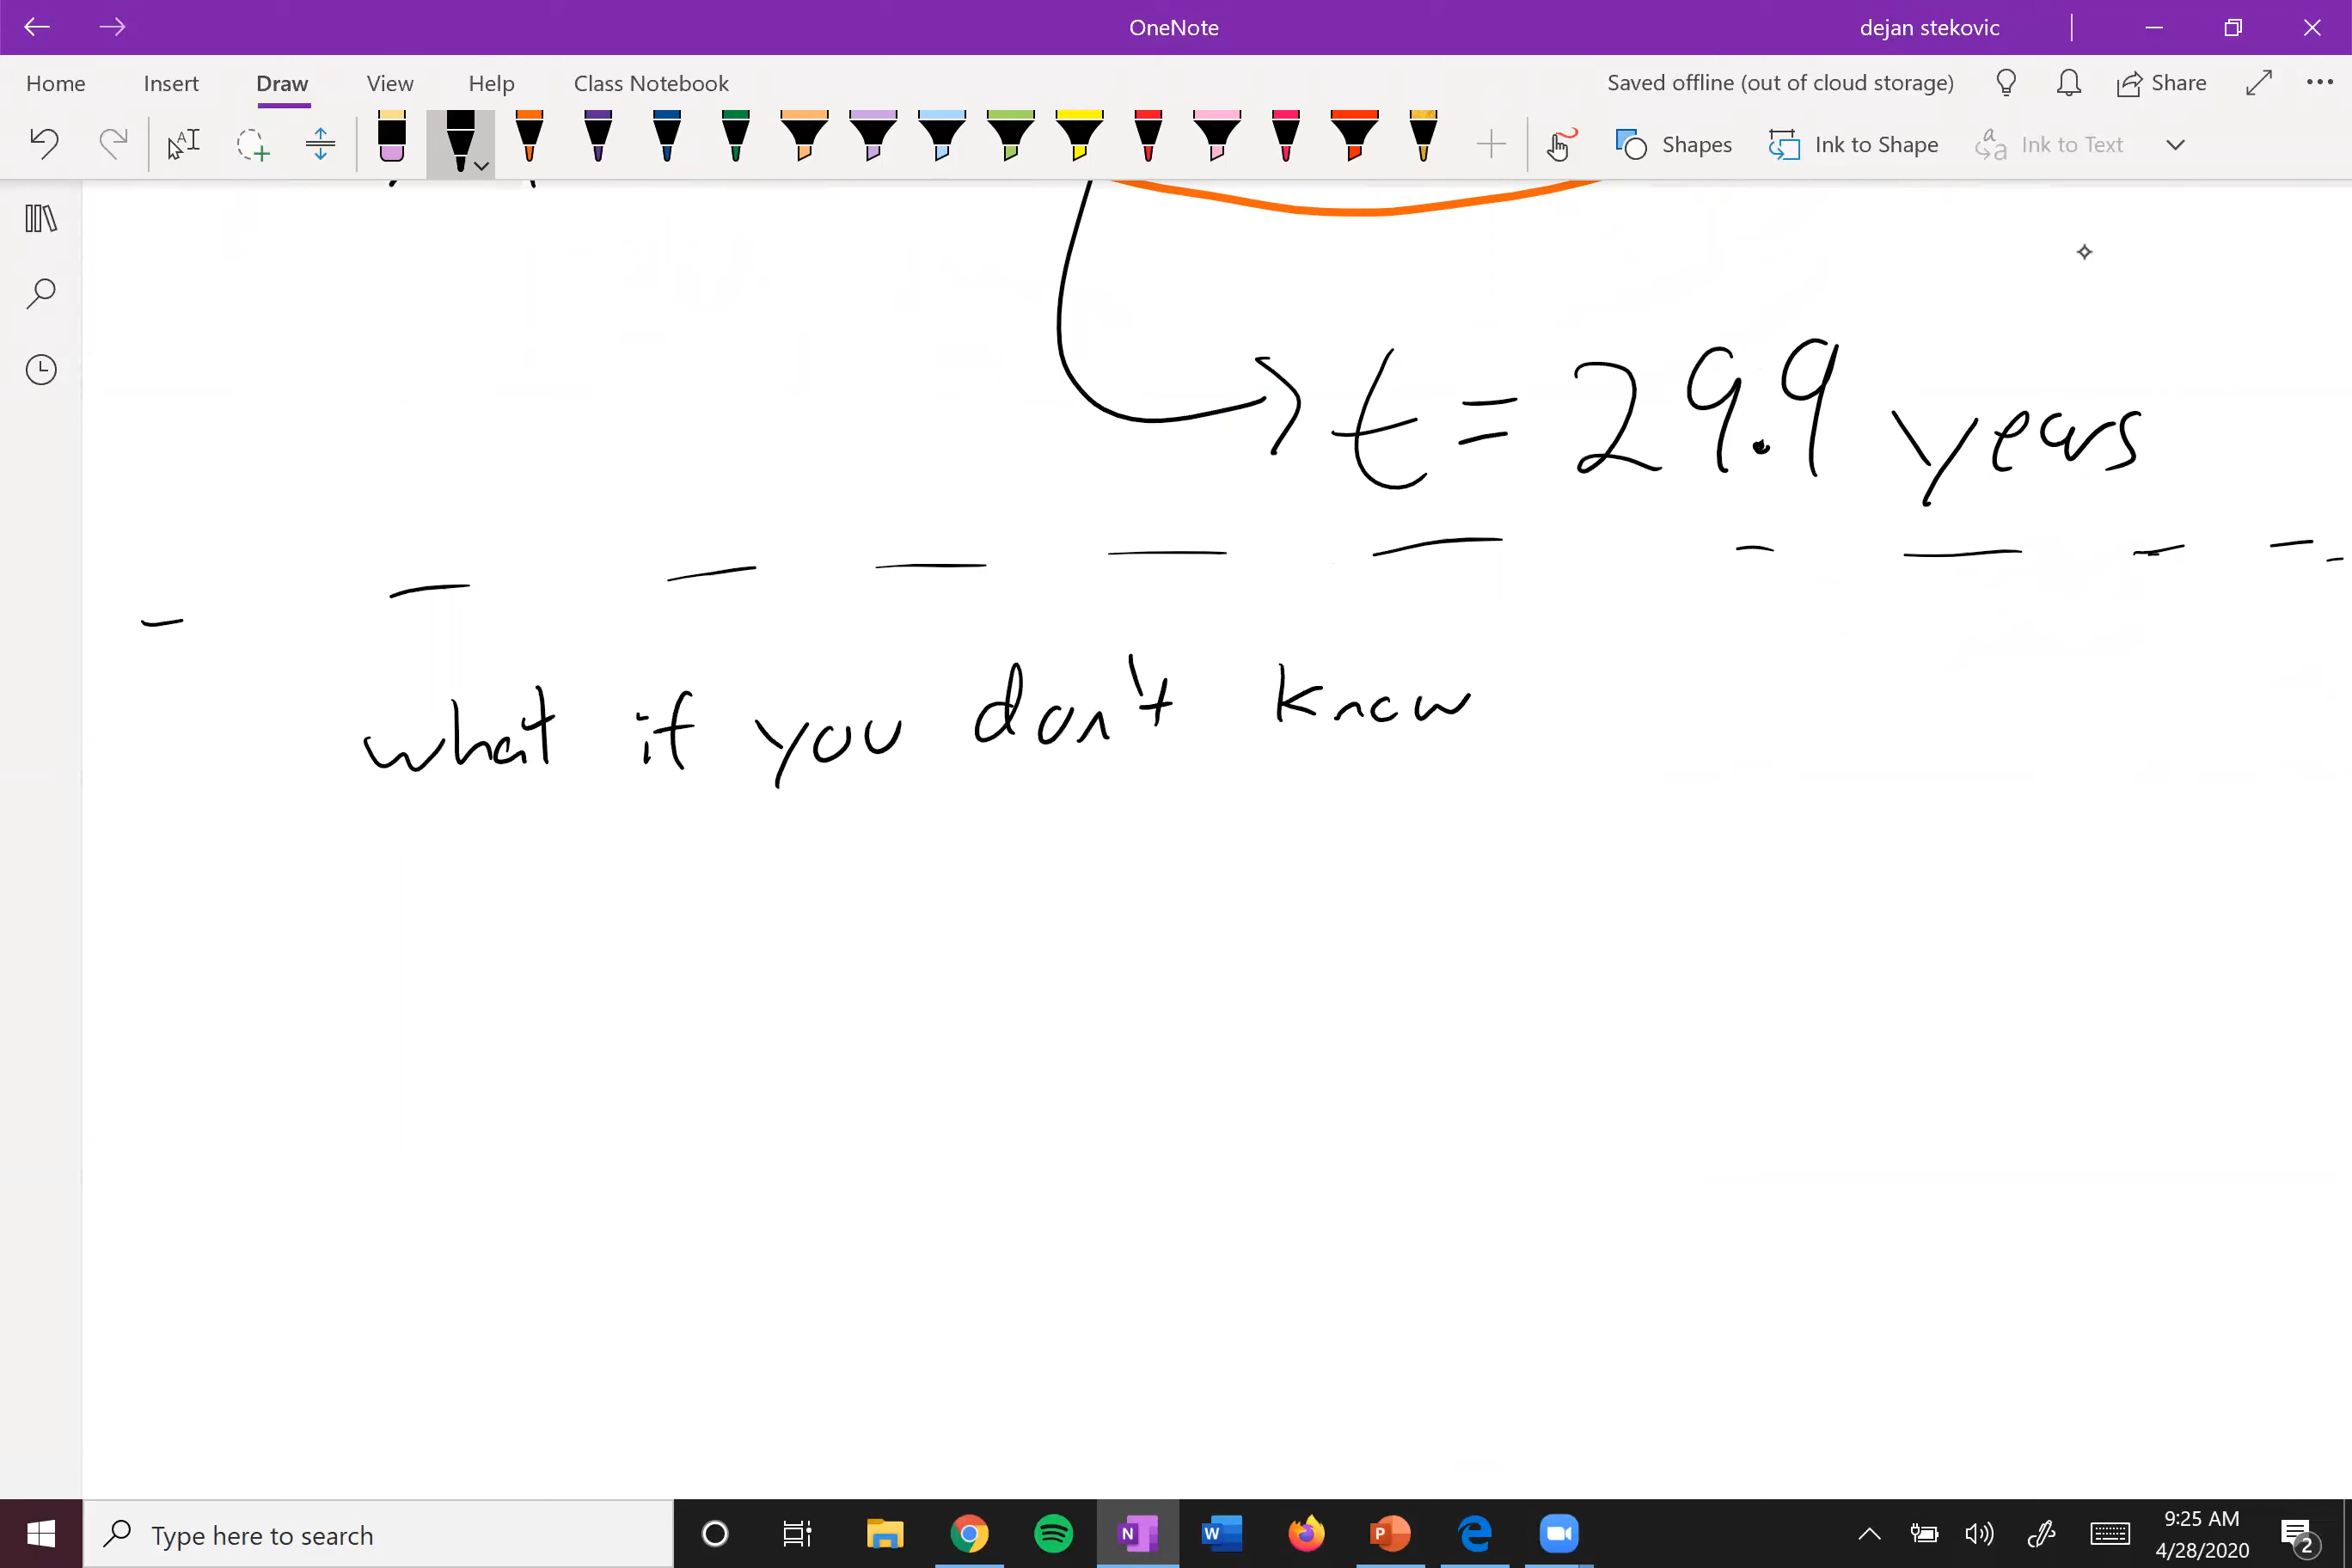 OneNote
dejan stekovic
Home Insert Draw View Help Class Notebook
Saved offline (out of cloud storage) Share
Shapes Ink to Shape Ink to Text
t = 29.9 years
what if you don't know
Type here to search
9:25 AM
4/28/2020
2